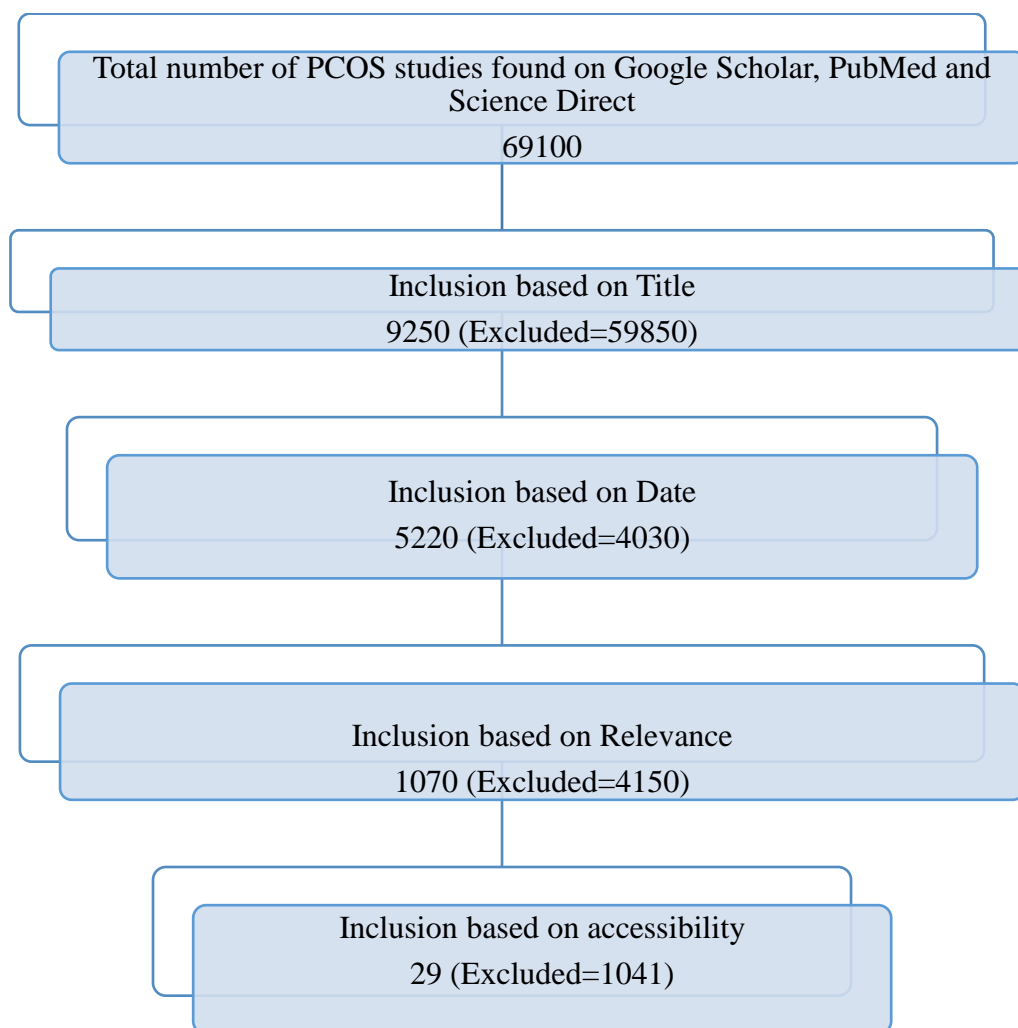 Total number of PCOS studies found on Google Scholar, PubMed and
Science Direct
69100
Inclusion based on Title
9250 (Excluded=59850)
Inclusion based on Date
5220 (Excluded=4030)
Inclusion based on Relevance
1070 (Excluded=4150)
Inclusion based on accessibility
29 (Excluded=1041)